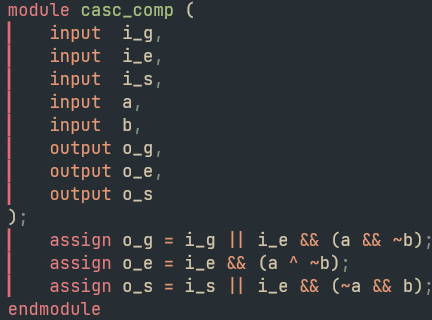 module casc_comp (
    input  i_g,
    input  i_e,
    input  i_s,
    input  a,
    input  b,
    output o_g,
    output o_e,
    output o_s
);
    assign o_g = i_g || i_e && (a && ~b);
    assign o_e = i_e && (a ^ ~b);
    assign o_s = i_s || i_e && (~a && b);
endmodule